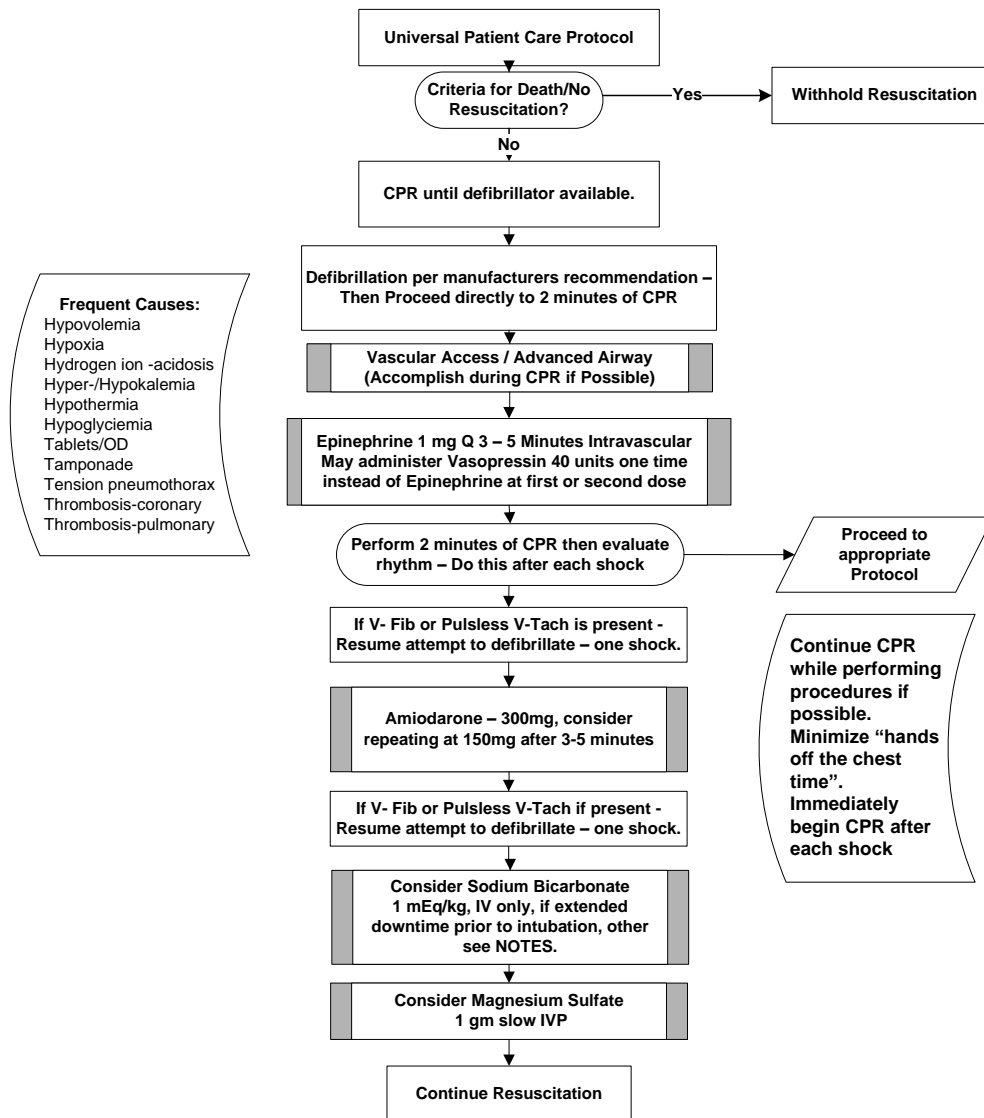 Universal Patient Care Protocol
Criteria for Death/No
Resuscitation?
Yes
Withhold Resuscitation
No
CPR until defibrillator available.
Defibrillation per manufacturers recommendation –
Then Proceed directly to 2 minutes of CPR
Frequent Causes:
Hypovolemia
Hypoxia
Hydrogen ion -acidosis
Hyper-/Hypokalemia
Hypothermia
Hypoglyciemia
Tablets/OD
Tamponade
Tension pneumothorax
Thrombosis-coronary
Thrombosis-pulmonary
Vascular Access / Advanced Airway
(Accomplish during CPR if Possible)
Epinephrine 1 mg Q 3 – 5 Minutes Intravascular
May administer Vasopressin 40 units one time
instead of Epinephrine at first or second dose
Perform 2 minutes of CPR then evaluate
rhythm – Do this after each shock
Proceed to
appropriate
Protocol
If V- Fib or Pulsless V-Tach is present -
Resume attempt to defibrillate – one shock.
Continue CPR
while performing
procedures if
possible.
Minimize “hands
off the chest
time”.
Immediately
begin CPR after
each shock
Amiodarone – 300mg, consider
repeating at 150mg after 3-5 minutes
If V- Fib or Pulsless V-Tach if present -
Resume attempt to defibrillate – one shock.
Consider Sodium Bicarbonate
1 mEq/kg, IV only, if extended
downtime prior to intubation, other
see NOTES.
Consider Magnesium Sulfate
1 gm slow IVP
Continue Resuscitation